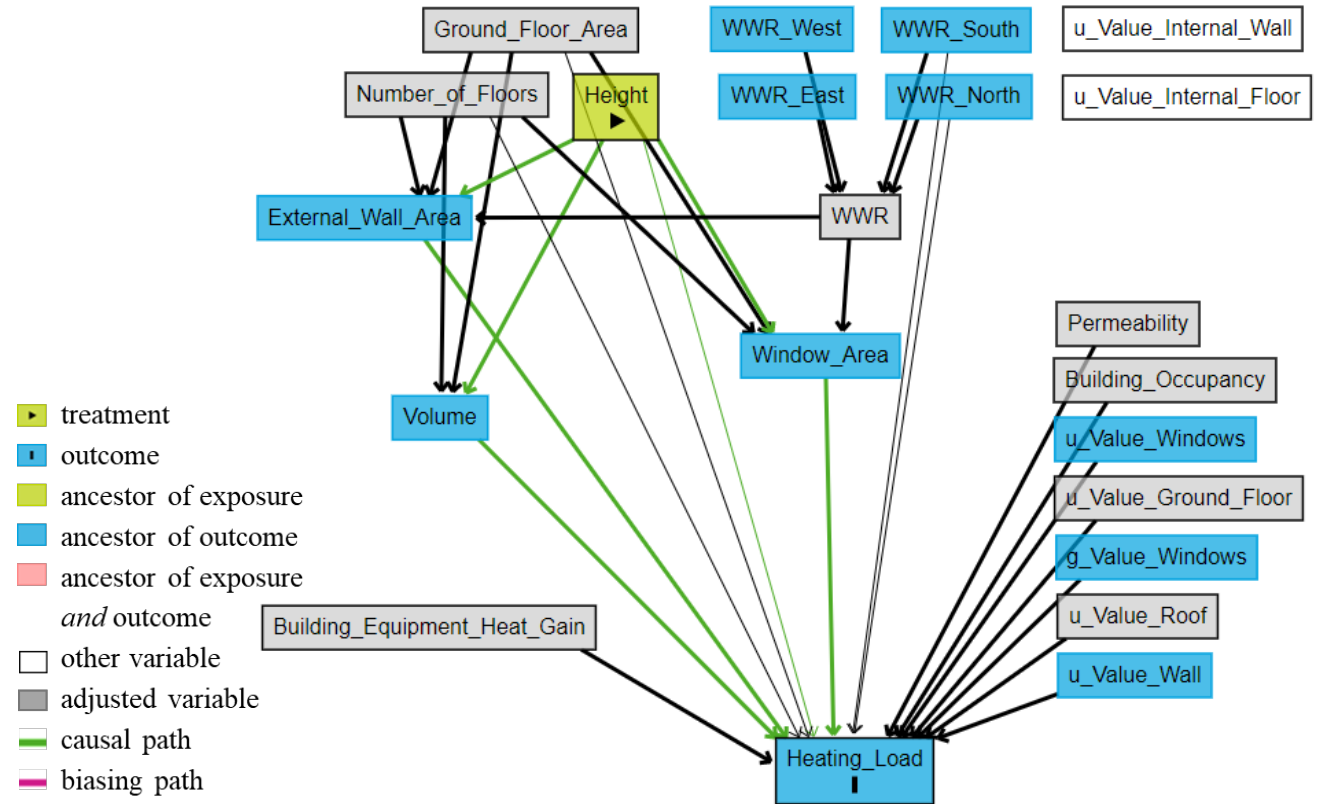 Ground_Floor_Area
WWR_West
WWR_South
u_Value_Internal_Wall
Number_of_Floors
Height
WWR_East
WWR_North
u_Value_Internal_Floor
External_Wall_Area
WWR
Permeability
Window_Area
Building_Occupancy
Volume
u_Value_Windows
u_Value_Ground_Floor
g_Value_Windows
u_Value_Roof
Building_Equipment_Heat_Gain
u_Value_Wall
Heating_Load
treatment
outcome
ancestor of exposure
ancestor of outcome
ancestor of exposure
and outcome
other variable
adjusted variable
causal path
biasing path